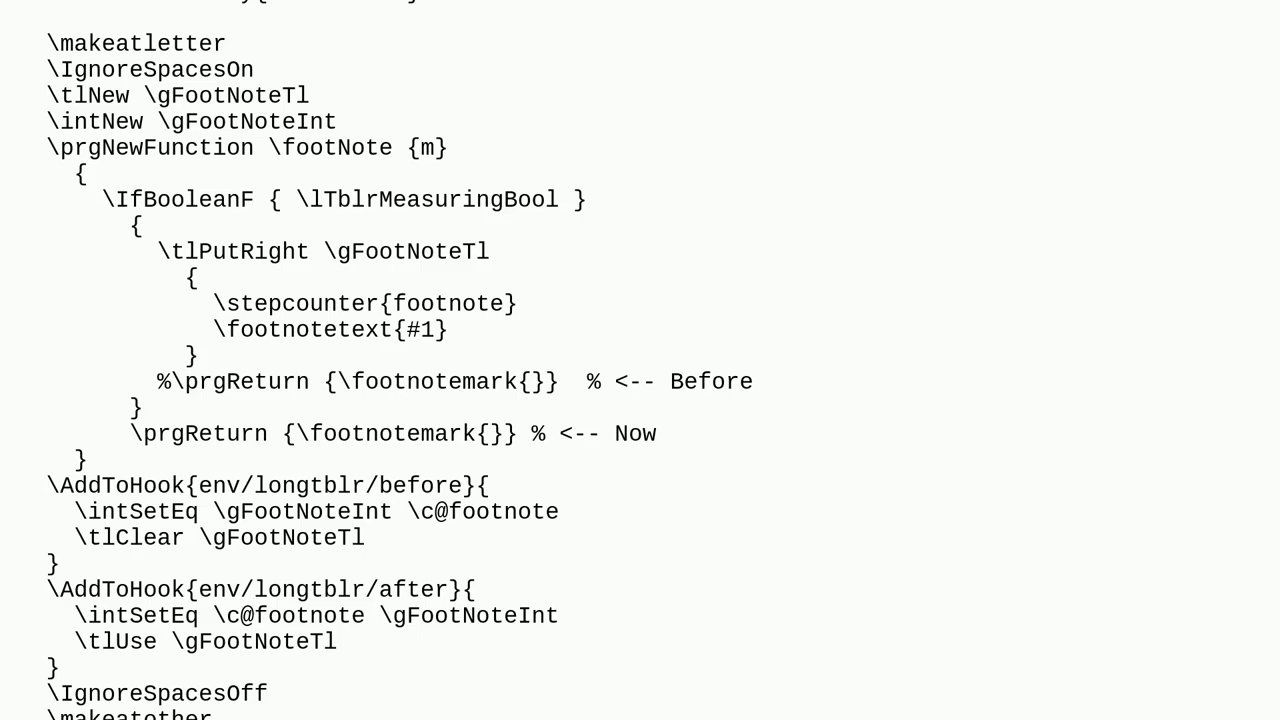 \makeatletter
\IgnoreSpacesOn
\tlNew \gFootNoteTl
\intNew \gFootNoteInt
\prgNewFunction \footNote {m}
  {
    \IfBooleanF { \lTblrMeasuringBool }
      {
        \tlPutRight \gFootNoteTl
          {
            \stepcounter{footnote}
            \footnotetext{#1}
          }
        %\prgReturn {\footnotemark{}}  % <-- Before
      }
      \prgReturn {\footnotemark{}} % <-- Now
  }
\AddToHook{env/longtblr/before}{
  \intSetEq \gFootNoteInt \c@footnote
  \tlClear \gFootNoteTl
}
\AddToHook{env/longtblr/after}{
  \intSetEq \c@footnote \gFootNoteInt
  \tlUse \gFootNoteTl
}
\IgnoreSpacesOff
\makeatother